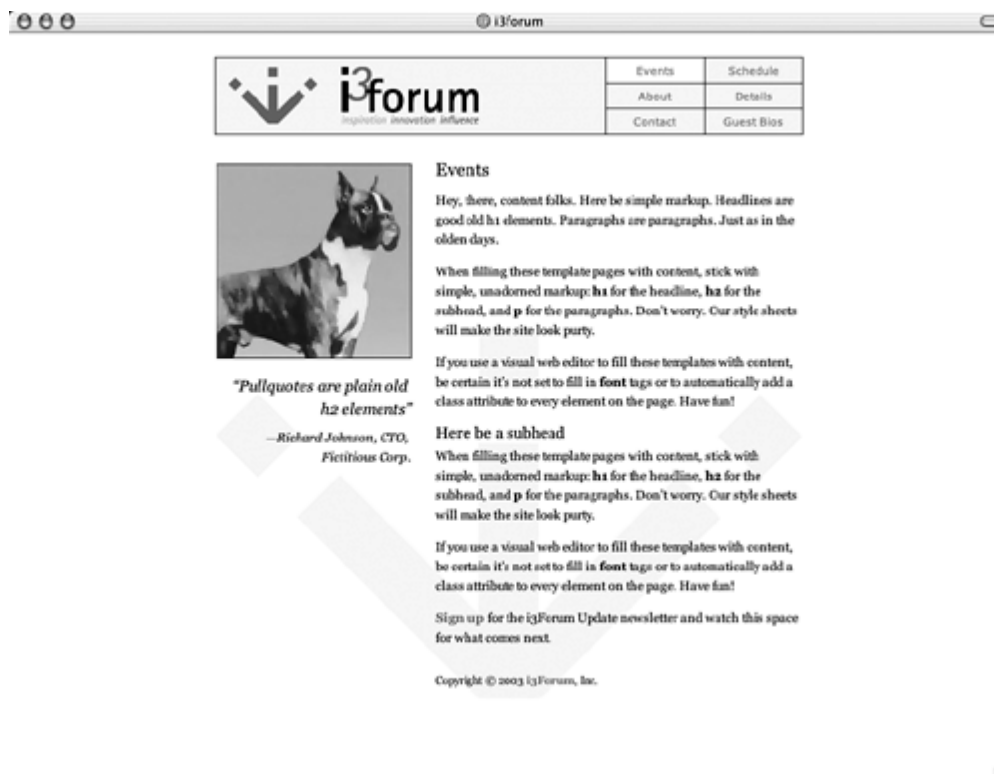 i3forum
i3forum
inspiration innovation influence
Events
Schedule
About
Details
Contact
Guest Bios
Events
Hey, there, content folks. Here be simple markup. Headlines are
good old h1 elements. Paragraphs are paragraphs. Just as in the
olden days.
When filling these template pages with content, stick with
simple, unadorned markup: h1 for the headline, h2 for the
subhead, and p for the paragraphs. Don't worry. Our style sheets
will make the site look purty.
If you use a visual web editor to fill these templates with content,
be certain it's not set to fill in font tags or to automatically add a
class attribute to every element on the page. Have fun!
“Pullquotes are plain old
h2 elements”
—Richard Johnson, CTO,
Fictitious Corp.
Here be a subhead
When filling these template pages with content, stick with
simple, unadorned markup: h1 for the headline, h2 for the
subhead, and p for the paragraphs. Don't worry. Our style sheets
will make the site look purty.
If you use a visual web editor to fill these templates with content,
be certain it's not set to fill in font tags or to automatically add a
class attribute to every element on the page. Have fun!
Sign up for the i3Forum Update newsletter and watch this space
for what comes next.
Copyright © 2003 i3Forum, Inc.